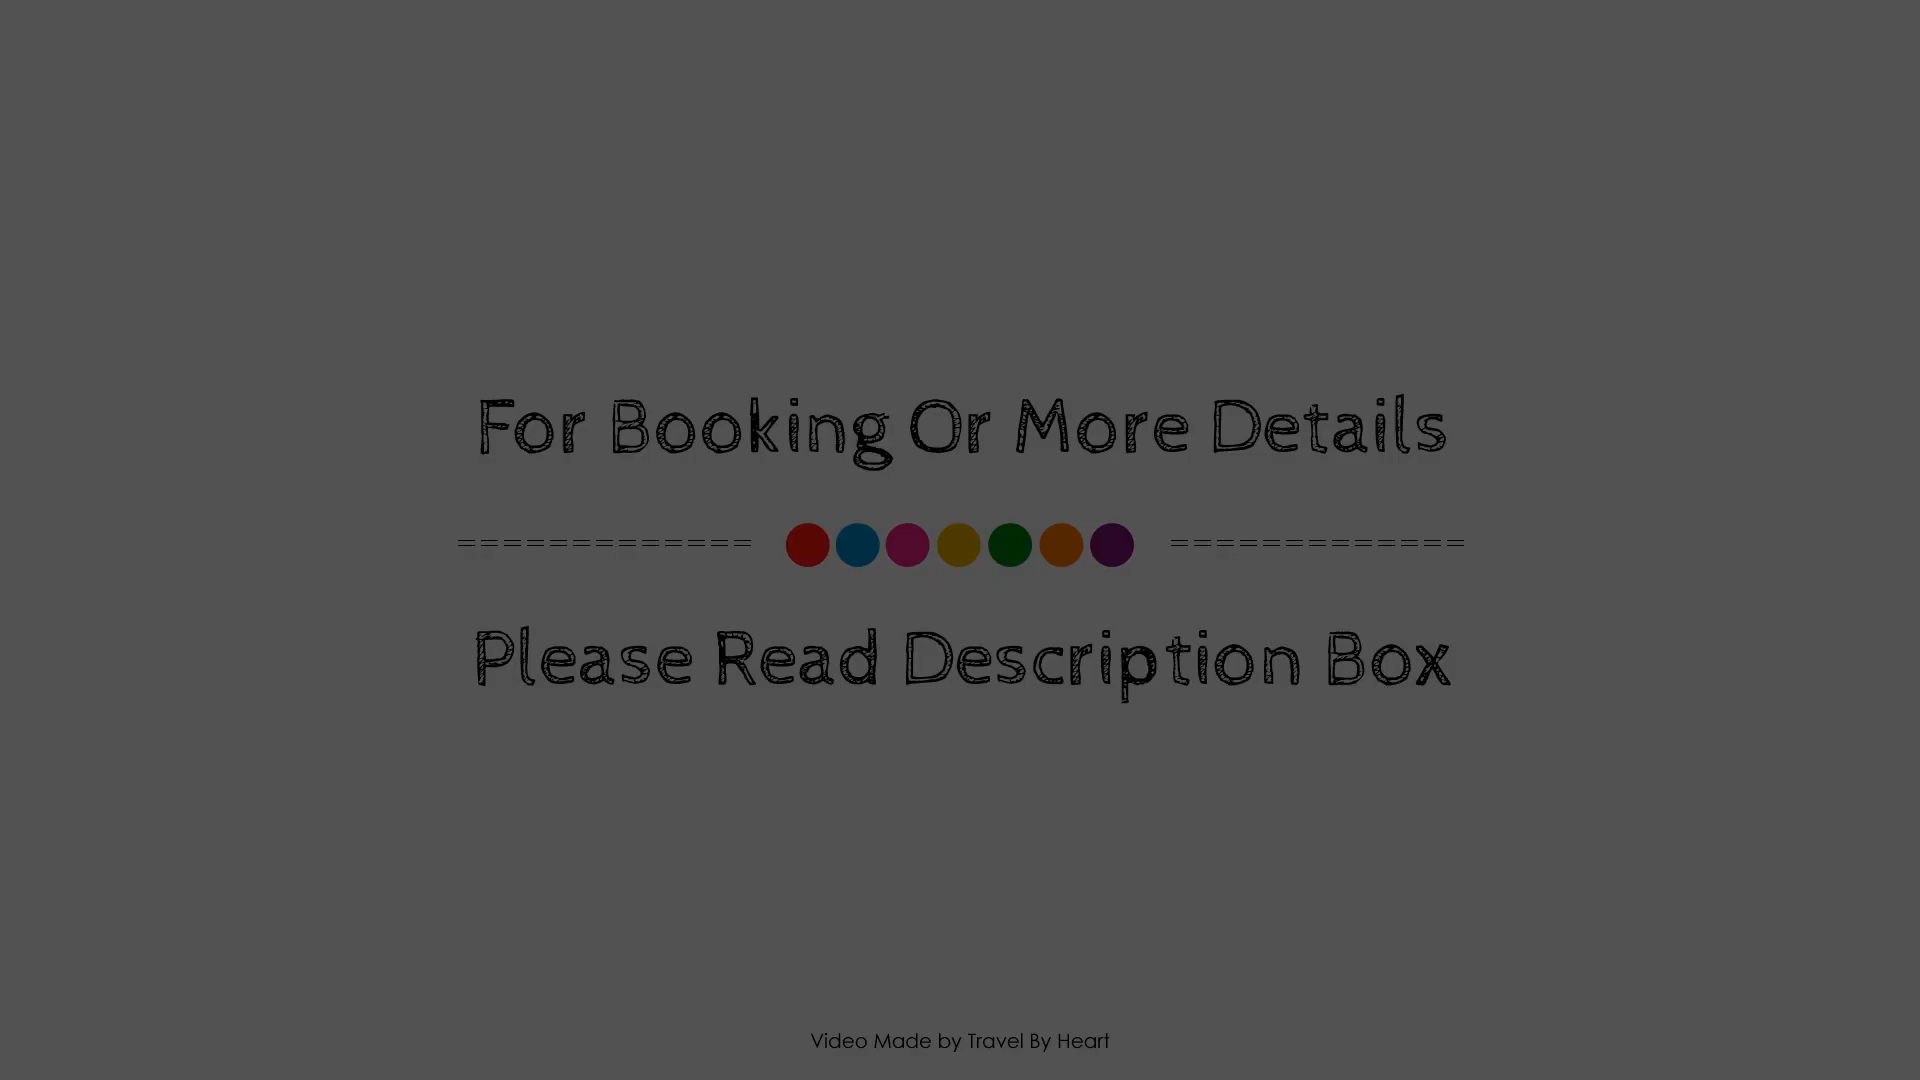 For Booking Or More Details
============= =============
Please Read Description Box
Video Made by Travel By Heart